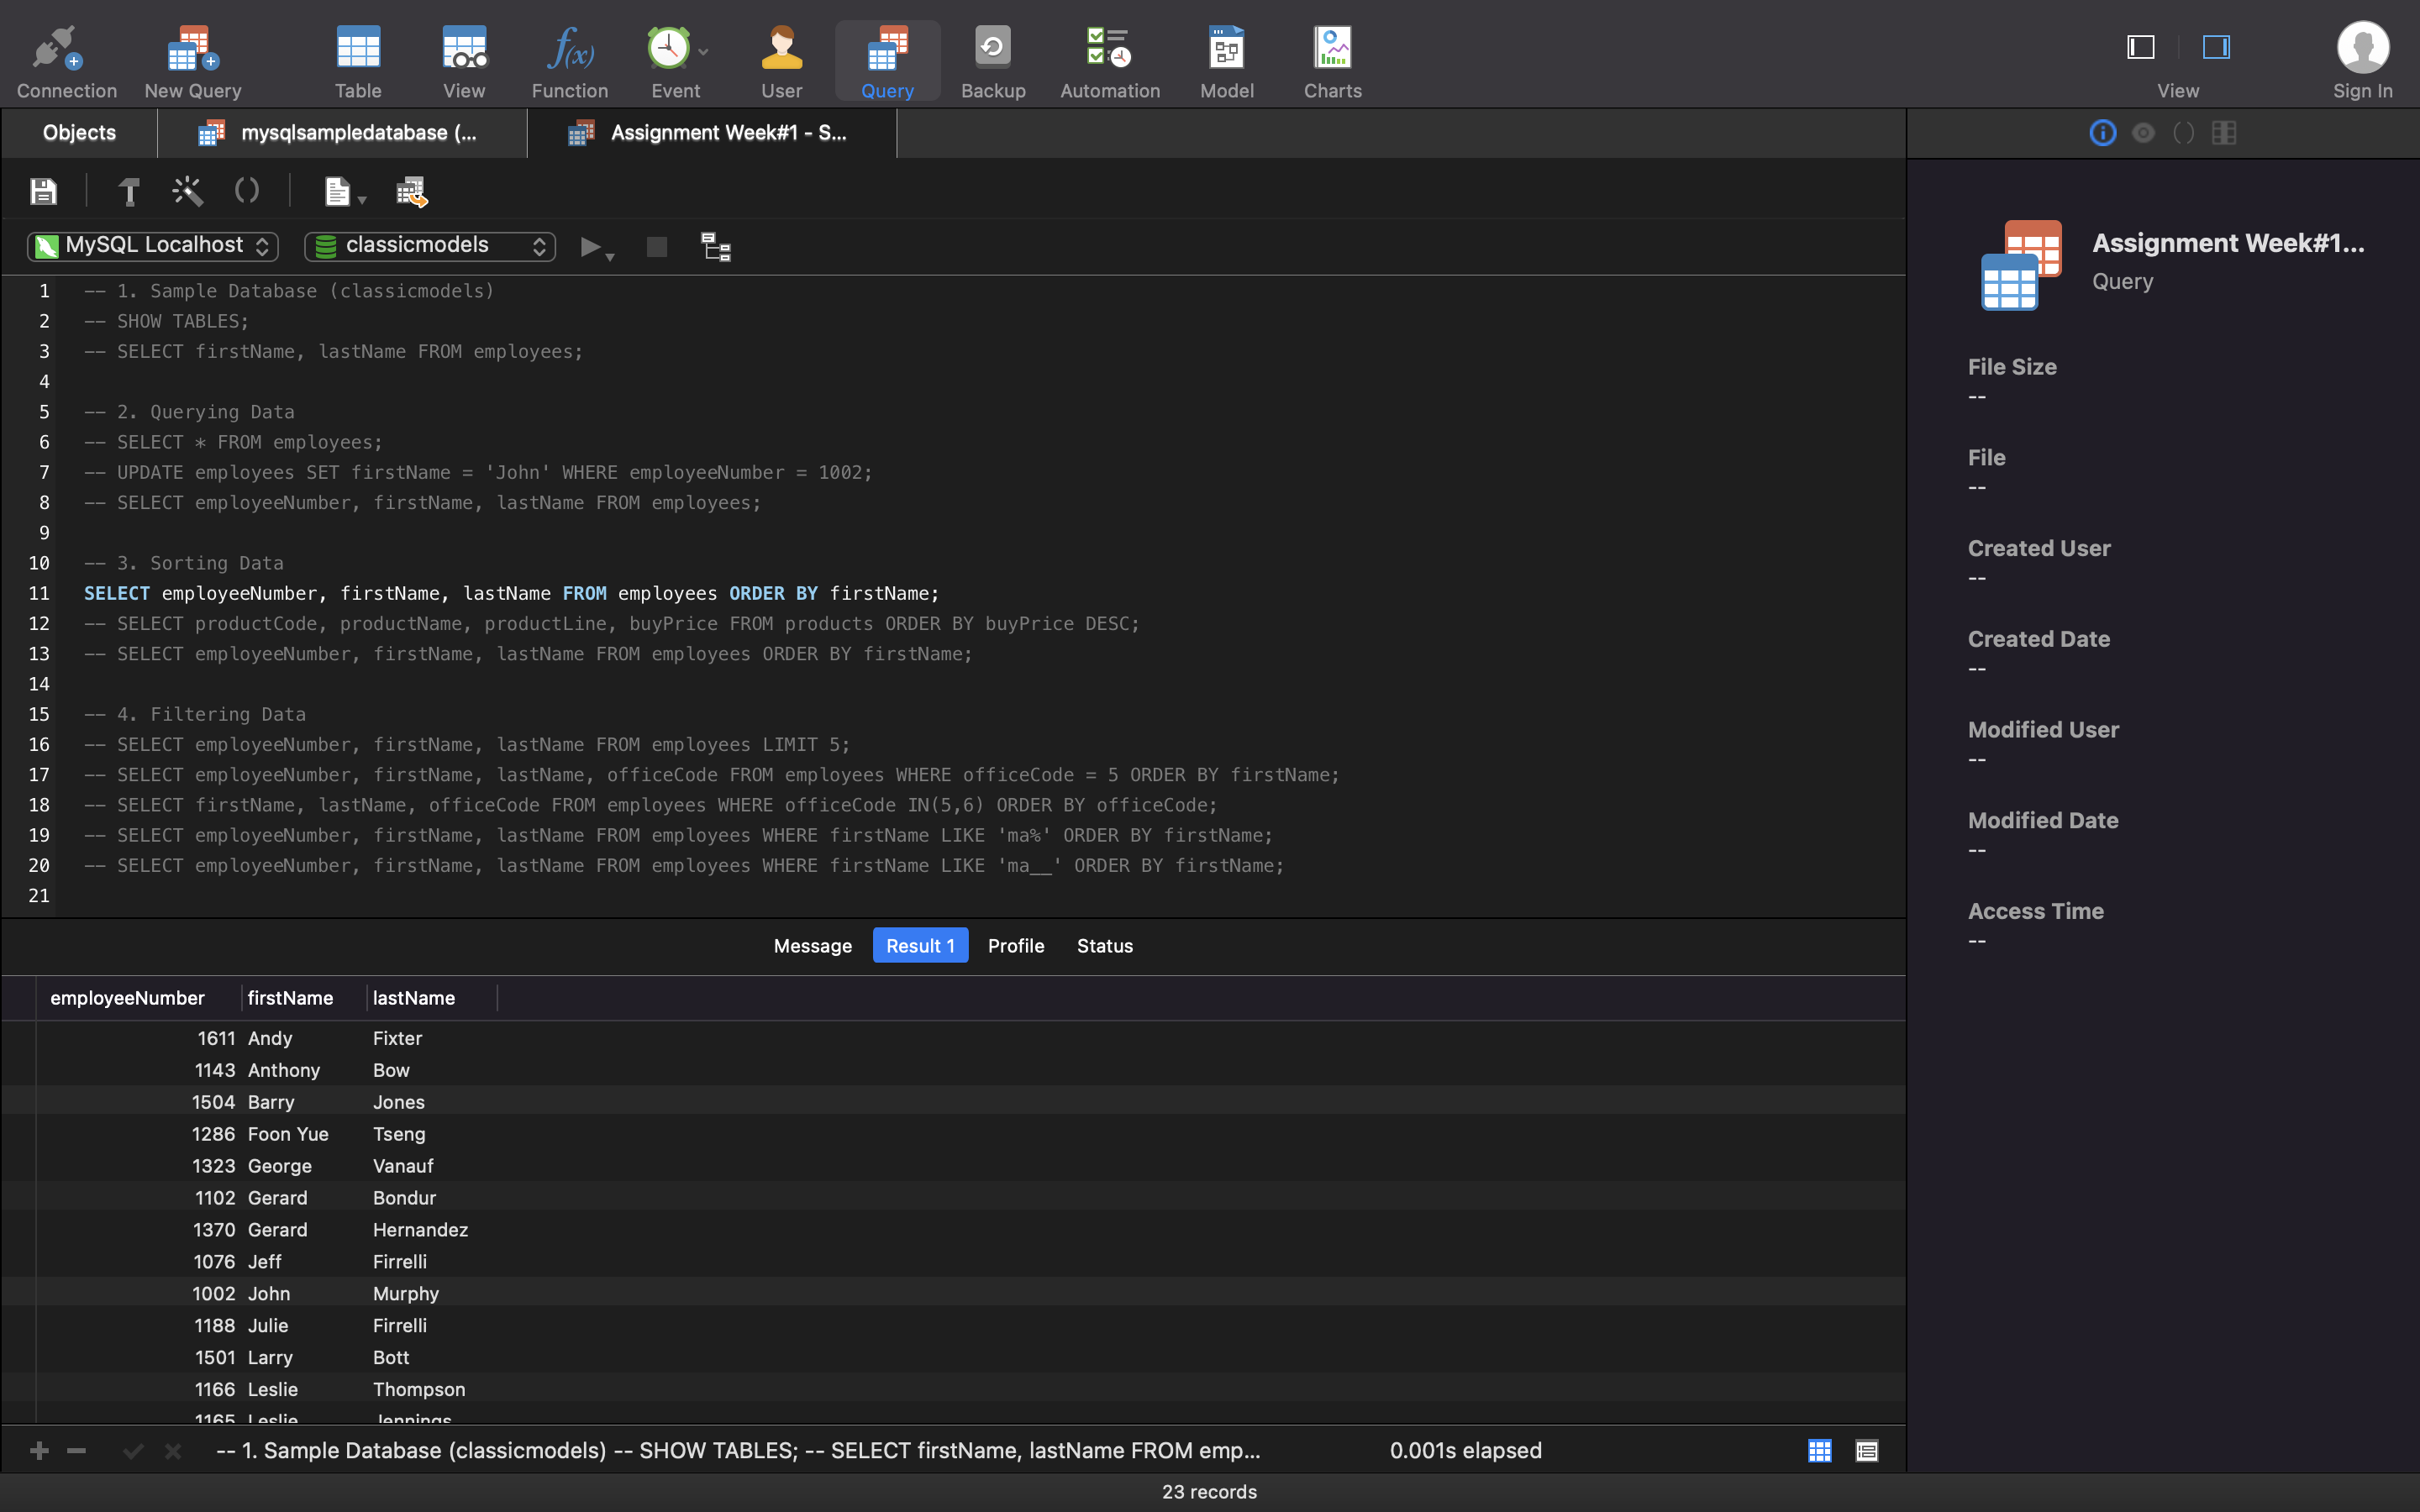 Connection New Query Table View Function Event User Query Backup Automation Model Charts View Sign In
Objects mysqlsampledatabase (... Assignment Week#1 - S...
MySQL Localhost classicmodels
1 -- 1. Sample Database (classicmodels)
2 -- SHOW TABLES;
3 -- SELECT firstName, lastName FROM employees;
4
5 -- 2. Querying Data
6 -- SELECT * FROM employees;
7 -- UPDATE employees SET firstName = 'John' WHERE employeeNumber = 1002;
8 -- SELECT employeeNumber, firstName, lastName FROM employees;
9
10 -- 3. Sorting Data
11 SELECT employeeNumber, firstName, lastName FROM employees ORDER BY firstName;
12 -- SELECT productCode, productName, productLine, buyPrice FROM products ORDER BY buyPrice DESC;
13 -- SELECT employeeNumber, firstName, lastName FROM employees ORDER BY firstName;
14
15 -- 4. Filtering Data
16 -- SELECT employeeNumber, firstName, lastName FROM employees LIMIT 5;
17 -- SELECT employeeNumber, firstName, lastName, officeCode FROM employees WHERE officeCode = 5 ORDER BY firstName;
18 -- SELECT firstName, lastName, officeCode FROM employees WHERE officeCode IN(5,6) ORDER BY officeCode;
19 -- SELECT employeeNumber, firstName, lastName FROM employees WHERE firstName LIKE 'ma%' ORDER BY firstName;
20 -- SELECT employeeNumber, firstName, lastName FROM employees WHERE firstName LIKE 'ma__' ORDER BY firstName;
21
Message Result 1 Profile Status
employeeNumber firstName lastName
1611 Andy Fixter
1143 Anthony Bow
1504 Barry Jones
1286 Foon Yue Tseng
1323 George Vanauf
1102 Gerard Bondur
1370 Gerard Hernandez
1076 Jeff Firrelli
1002 John Murphy
1188 Julie Firrelli
1501 Larry Bott
1166 Leslie Thompson
1165 Leslie Jennings
-- 1. Sample Database (classicmodels) -- SHOW TABLES; -- SELECT firstName, lastName FROM emp... 0.001s elapsed
23 records
Assignment Week#1...
Query
File Size
--
File
--
Created User
--
Created Date
--
Modified User
--
Modified Date
--
Access Time
--